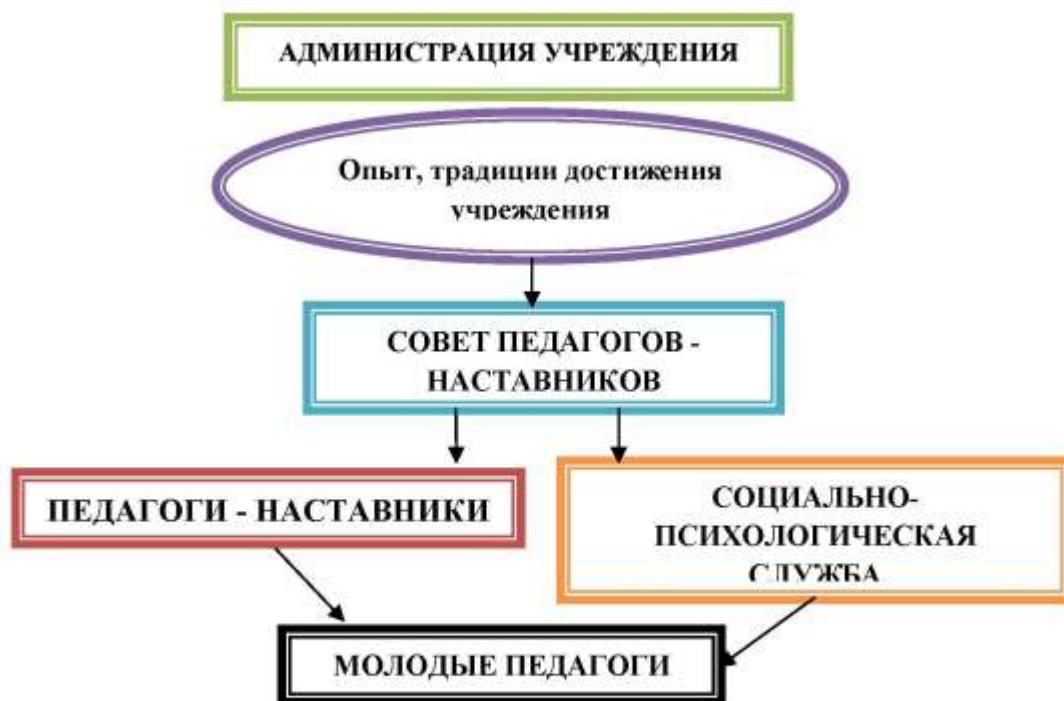 АДМИНИСТРАЦИЯ УЧРЕЖДЕНИЯ
Опыт, традиции достижения
учреждения
СОВЕТ ПЕДАГОГОВ -
НАСТАВНИКОВ
ПЕДАГОГИ - НАСТАВНИКИ
СОЦИАЛЬНО-
ПСИХОЛОГИЧЕСКАЯ
СЛУЖБА
МОЛОДЫЕ ПЕДАГОГИ